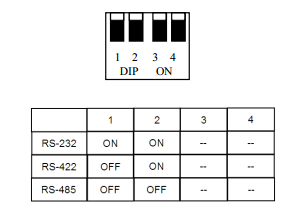 1 2 3 4
DIP ON
1 2 3 4
RS-232 ON ON -- --
RS-422 OFF ON -- --
RS-485 OFF OFF -- --